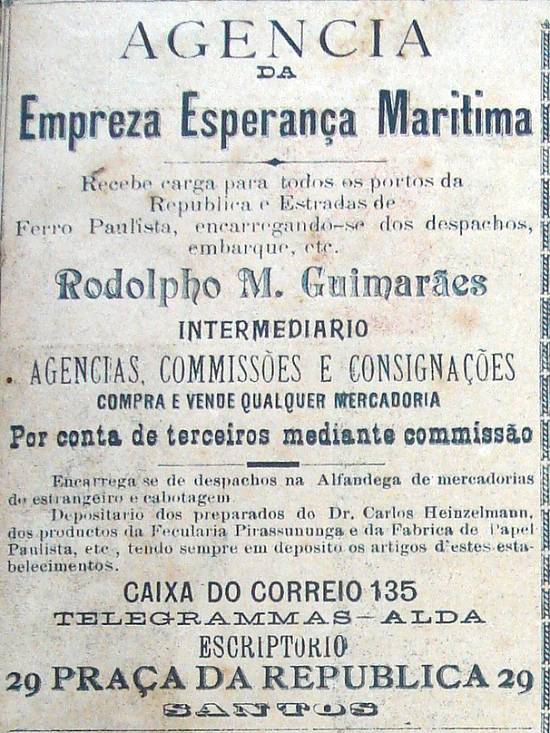 AGENCIA
DA
Empreza Esperança Maritima
Recebe carga para todos os portos da
Republica e Estradas de
Ferro Paulista, encarregando-se dos despachos,
embarque, etc.
Rodolpho M. Guimarães
INTERMEDIARIO
AGENCIAS, COMMISSÕES E CONSIGNAÇÕES
COMPRA E VENDE QUALQUER MERCADORIA
Por conta de terceiros mediante commissão
Encarrega se de despachos na Alfandega de mercadorias
do estrangeiro e cabotagem.
Depositario dos preparados do Dr. Carlos Heinzelmann,
dos productos da Fecularia Pirassununga e da Fabrica de Papel
Paulista, etc, tendo sempre em deposito os artigos d'estes esta-
belecimentos.
CAIXA DO CORREIO 135
TELEGRAMMAS-ALDA
ESCRIPTORIO
29 PRAÇA DA REPUBLICA 29
SANTOS